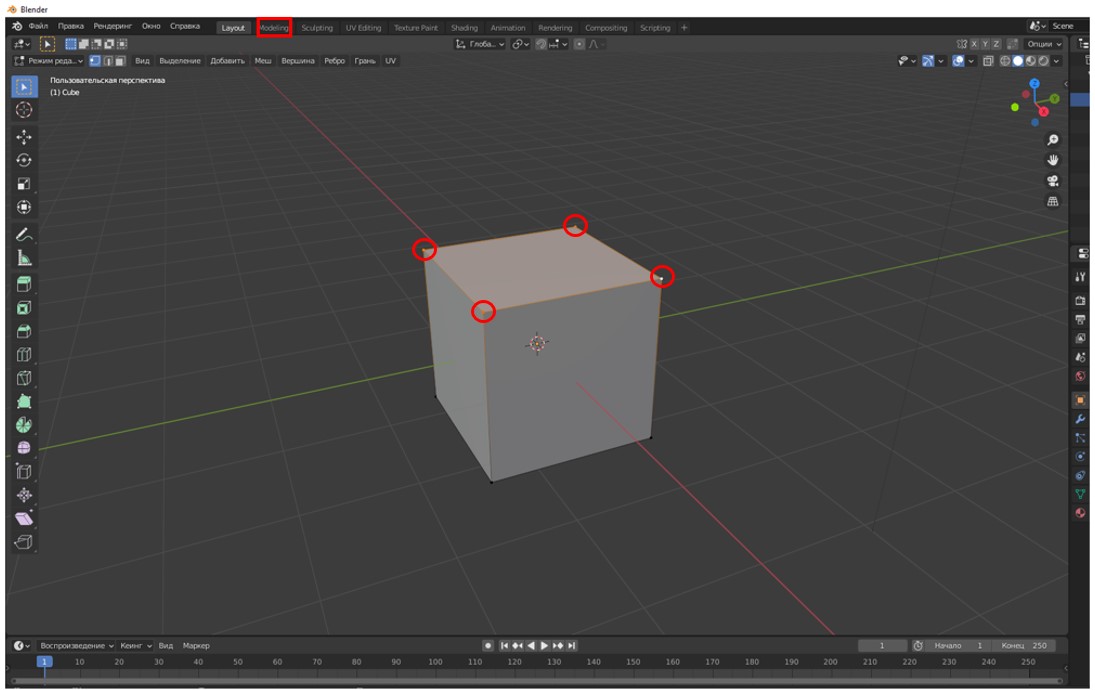 Blender
Файл Правка Рендеринг Окно Справка Layout Modeling Sculpting UV Editing Texture Paint Shading Animation Rendering Compositing Scripting + Scene
Глоба.. X Y Z Опции
Режим реда.. Вид Выделение Добавить Меш Вершина Ребро Грань UV
Пользовательская перспектива
(1) Cube
Z
Y
X
Воспроизведение Кеинг Вид Маркер 1 Начало 1 Конец 250
1 10 20 30 40 50 60 70 80 90 100 110 120 130 140 150 160 170 180 190 200 210 220 230 240 250